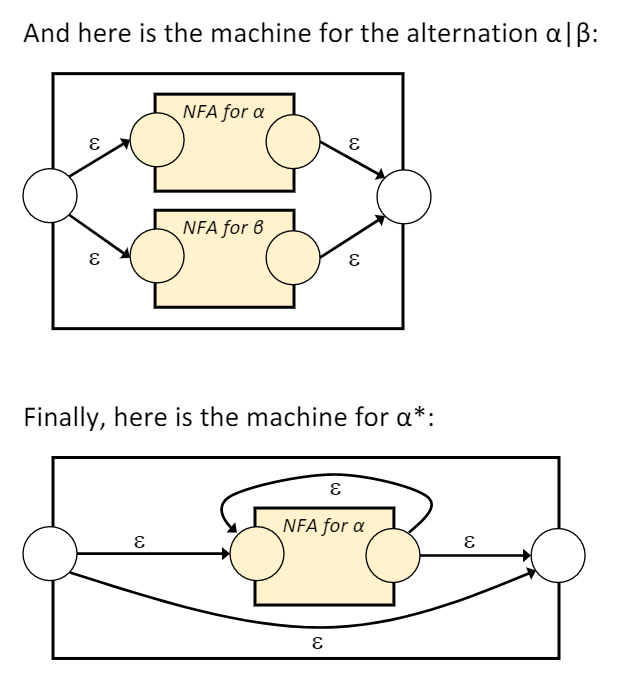 And here is the machine for the alternation α|β:
NFA for α
ε
ε
NFA for β
ε
ε
Finally, here is the machine for α*:
ε
NFA for α
ε
ε
ε